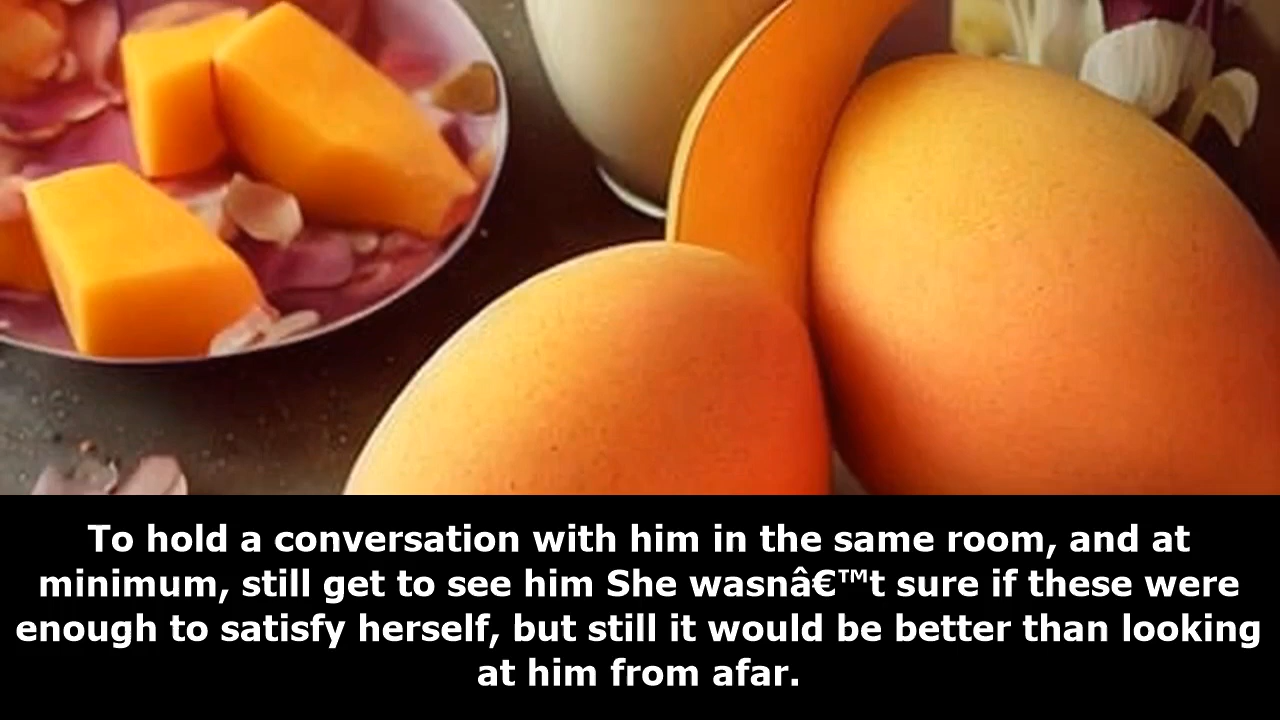 To hold a conversation with him in the same room, and at
minimum, still get to see him She wasnâ€™t sure if these were
enough to satisfy herself, but still it would be better than looking
at him from afar.